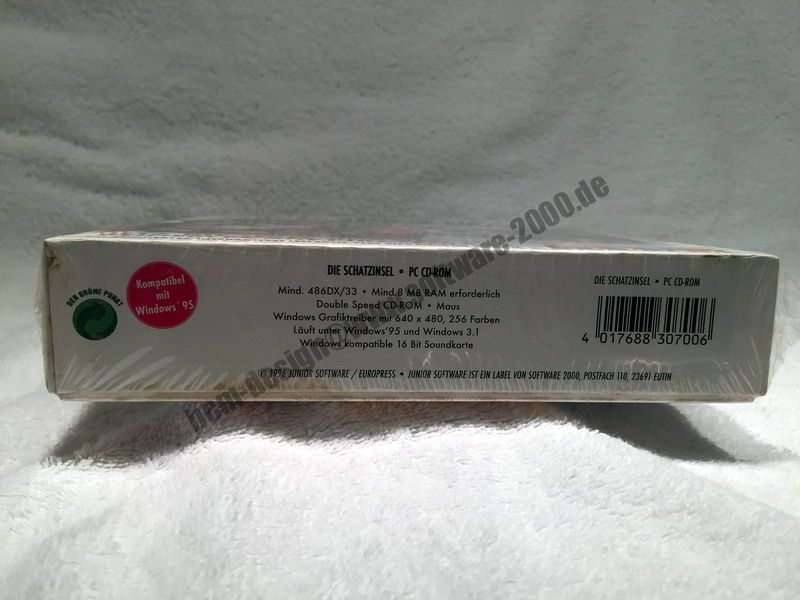 DIE SCHATZINSEL • PC CD-ROM
Mind. 486DX/33 • Mind. 8 MB RAM erforderlich
Double Speed CD-ROM • Maus
Windows Grafiktreiber mit 640 x 480, 256 Farben
Läuft unter Windows'95 und Windows 3.1
Windows kompatible 16 Bit Soundkarte
© 1996 JUNIOR SOFTWARE / EUROPRESS • JUNIOR SOFTWARE IST EIN LABEL VON SOFTWARE 2000, POSTFACH 110, 23691 EUTIN
DER GRÜNE PUNKT
Kompatibel
mit
Windows' 95
DIE SCHATZINSEL • PC CD-ROM
4 017688 307006
software-2000.de